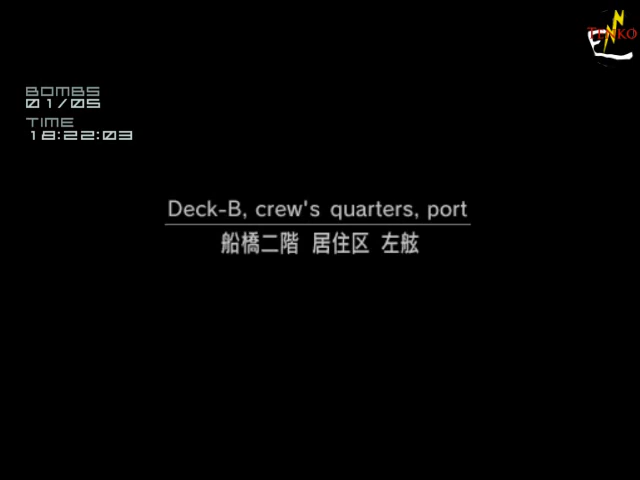 TENKO
BOMBS
01/05
TIME
18:22:03
Deck-B, crew's quarters, port
船橋二階 居住区 左舷